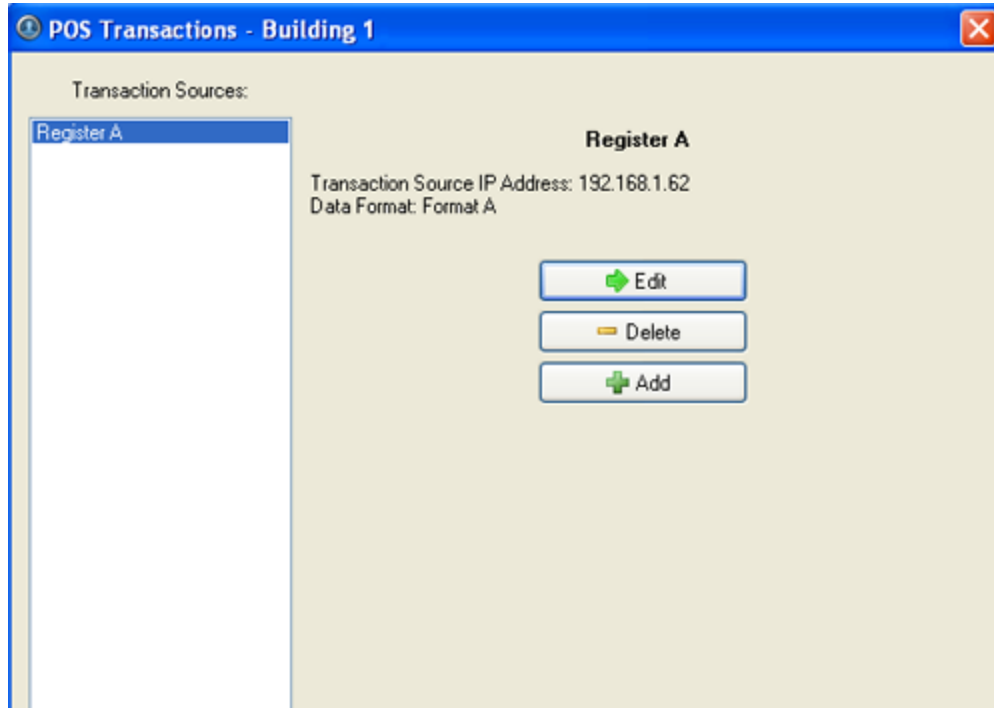 POS Transactions - Building 1
Transaction Sources:
Register A
Register A
Transaction Source IP Address: 192.168.1.62
Data Format: Format A
Edit
Delete
Add